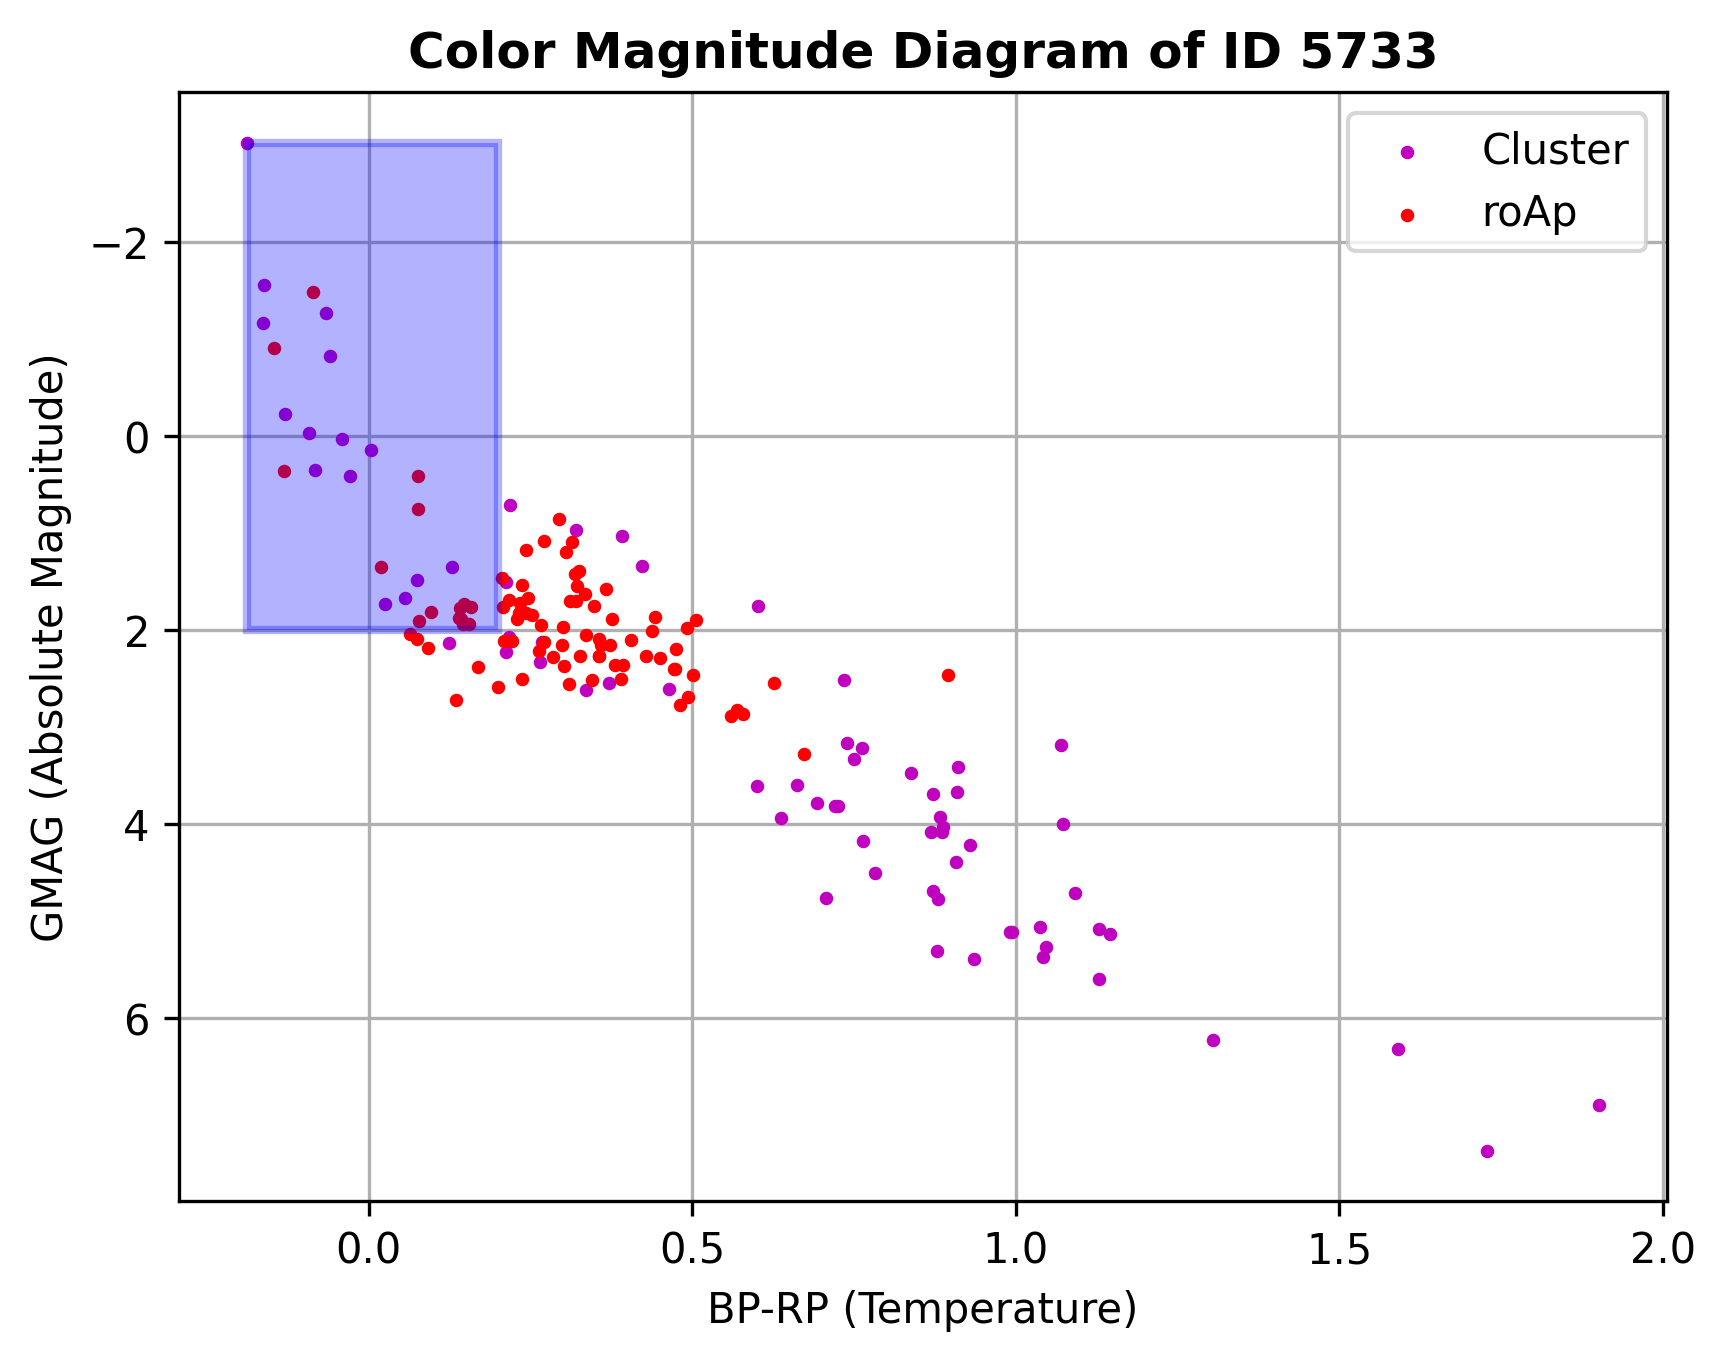 Color Magnitude Diagram of ID 5733
Cluster
roAp
GMAG (Absolute Magnitude)
−2
0
2
4
6
0.0 0.5 1.0 1.5 2.0
BP-RP (Temperature)